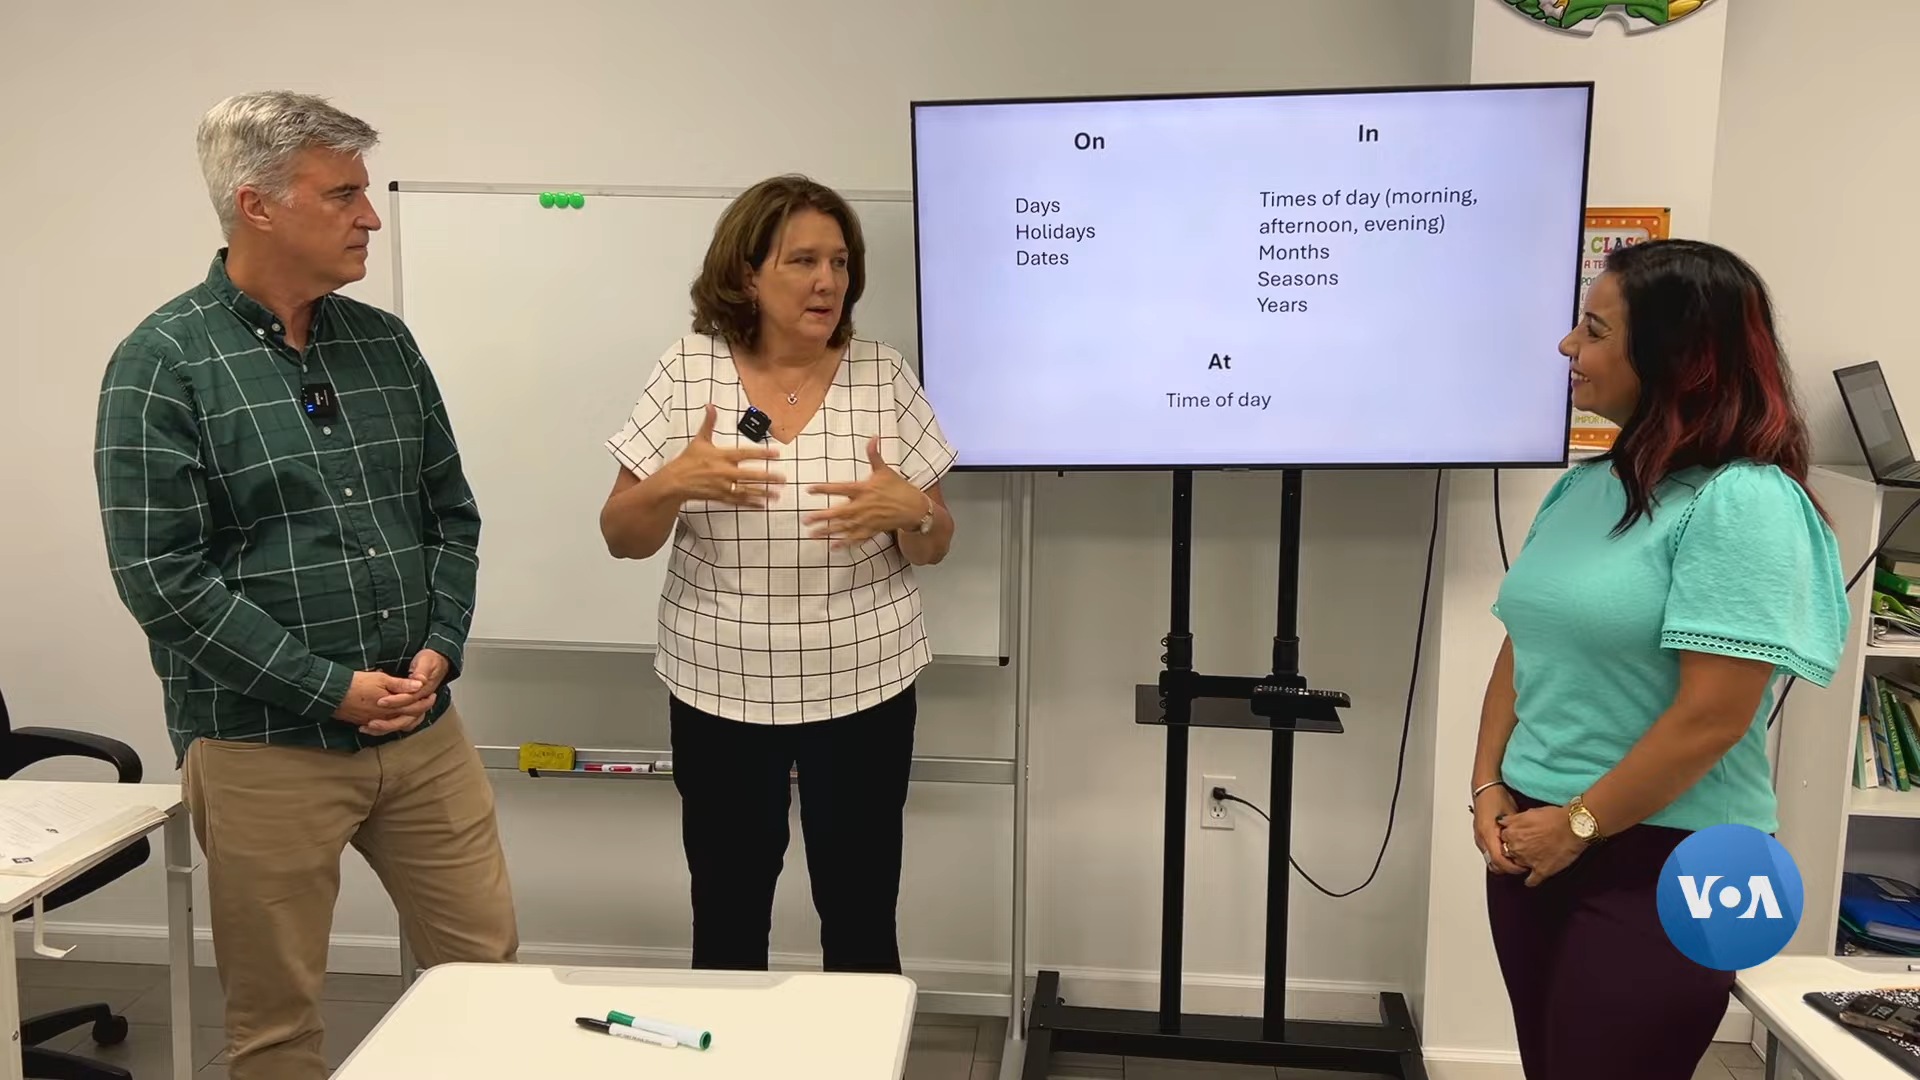 On
Days
Holidays
Dates
In
Times of day (morning,
afternoon, evening)
Months
Seasons
Years
At
Time of day
VOA